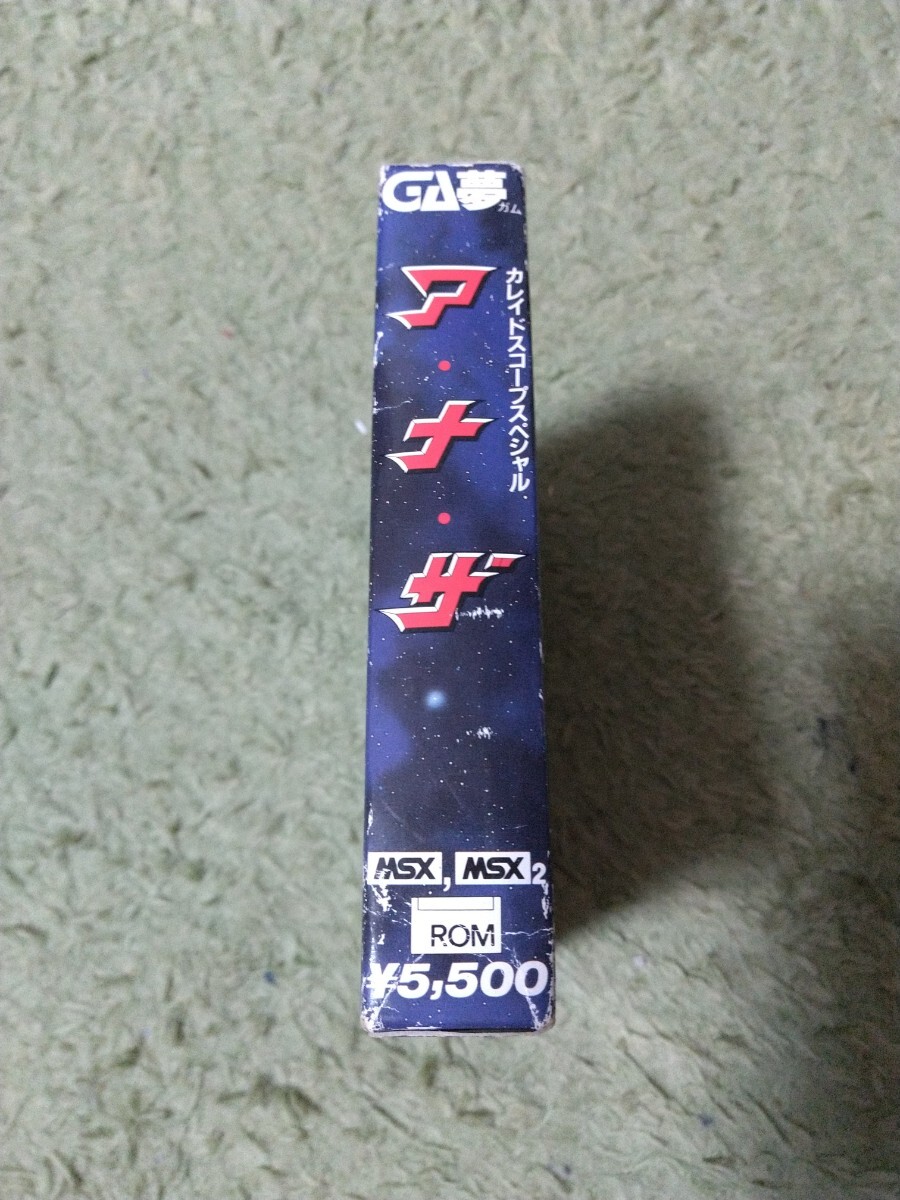 GA夢
ガム
カレイドスコープスペシャル
ア・ナ・ザ
MSX, MSX2
ROM
¥5,500